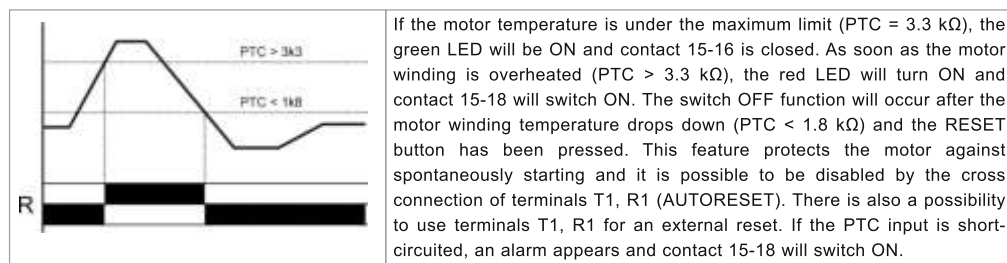 PTC > 3k3
PTC < 1k8
R
If the motor temperature is under the maximum limit (PTC = 3.3 kΩ), the
green LED will be ON and contact 15-16 is closed. As soon as the motor
winding is overheated (PTC > 3.3 kΩ), the red LED will turn ON and
contact 15-18 will switch ON. The switch OFF function will occur after the
motor winding temperature drops down (PTC < 1.8 kΩ) and the RESET
button has been pressed. This feature protects the motor against
spontaneously starting and it is possible to be disabled by the cross
connection of terminals T1, R1 (AUTORESET). There is also a possibility
to use terminals T1, R1 for an external reset. If the PTC input is short-
circuited, an alarm appears and contact 15-18 will switch ON.